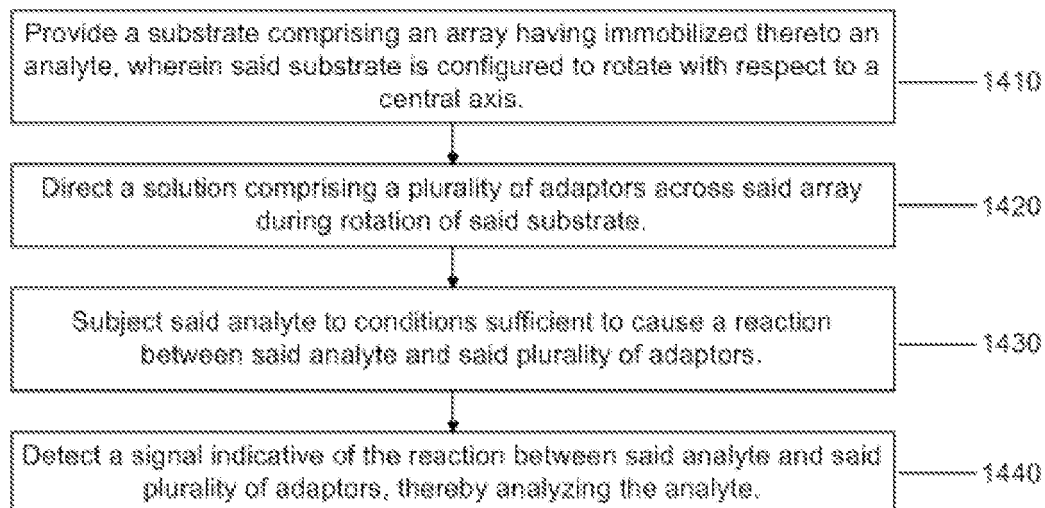 Provide a substrate comprising an array having immobilized thereto an
analyte, wherein said substrate is configured to rotate with respect to a
central axis.
1410
Direct a solution comprising a plurality of adaptors across said array
during rotation of said substrate.
1420
Subject said analyte to conditions sufficient to cause a reaction
between said analyte and said plurality of adaptors.
1430
Detect a signal indicative of the reaction between said analyte and said
plurality of adaptors, thereby analyzing the analyte.
1440